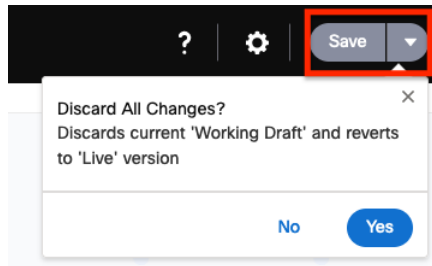 ?
Save
Discard All Changes?
Discards current 'Working Draft' and reverts
to 'Live' version
No
Yes